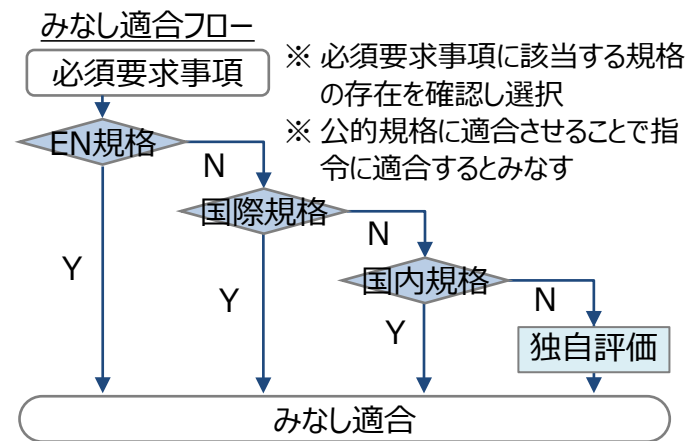 みなし適合フロー
必須要求事項
※ 必須要求事項に該当する規格
の存在を確認し選択
※ 公的規格に適合させることで指
令に適合するとみなす
EN規格
N
国際規格
N
Y
国内規格
Y
N
Y
独自評価
みなし適合